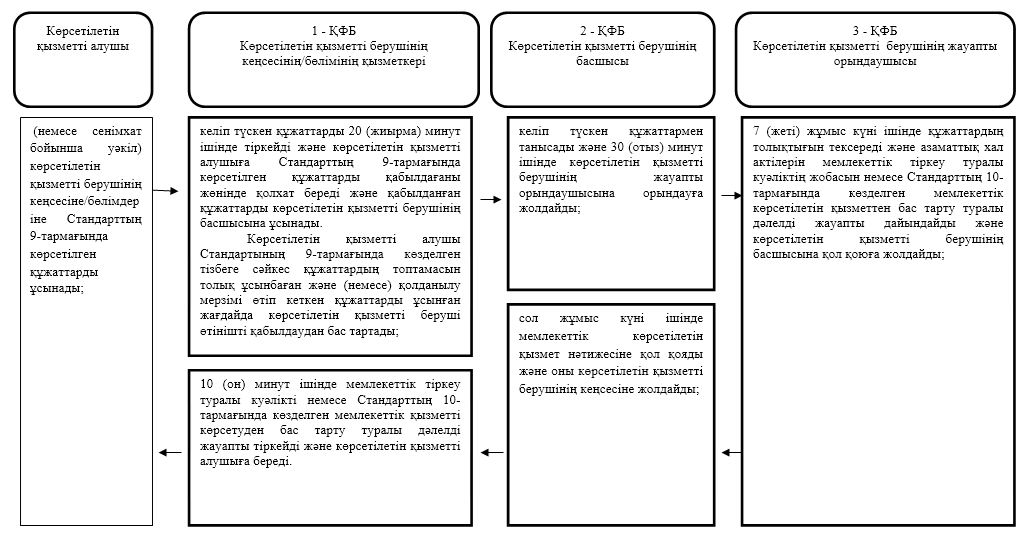 Көрсетілетін
қызметті алушы
1 - ҚФБ
Көрсетілетін қызметті берушінің
кеңсесінің/бөлімінің қызметкері
2 - ҚФБ
Көрсетілетін қызметті берушінің
басшысы
3 - ҚФБ
Көрсетілетін қызметті берушінің жауапты
орындаушысы
(немесе сенімхат
бойынша уәкіл)
көрсетілетін
қызметті берушінің
кеңсесіне/бөлімдер
іне Стандарттың
9-тармағында
көрсетілген
құжаттарды
ұсынады;
келіп түскен құжаттарды 20 (жиырма) минут
ішінде тіркейді және көрсетілетін қызметті
алушыға Стандарттың 9-тармағында
көрсетілген құжаттарды қабылдағаны
жөнінде қолхат береді және қабылданған
құжаттарды көрсетілетін қызметті берушінің
басшысына ұсынады.
Көрсетілетін қызметті алушы
Стандартының 9-тармағында көзделген
тізбеге сәйкес құжаттардың топтамасын
толық ұсынбаған және (немесе) қолданылу
мерзімі өтіп кеткен құжаттарды ұсынған
жағдайда көрсетілетін қызметті беруші
өтінішті қабылдаудан бас тартады;
келіп түскен құжаттармен
танысады және 30 (отыз) минут
ішінде көрсетілетін қызметті
берушінің жауапты
орындаушысына орындауға
жолдайды;
7 (жеті) жұмыс күні ішінде құжаттардың
толықтығын тексереді және азаматтық хал
актілерін мемлекеттік тіркеу туралы
куәліктің жобасын немесе Стандарттың 10-
тармағында көзделген мемлекеттік
көрсетілетін қызметтен бас тарту туралы
дәлелді жауапты дайындайды және
көрсетілетін қызметті берушінің
басшысына қол қоюға жолдайды;
сол жұмыс күні ішінде
мемлекеттік көрсетілетін
қызмет нәтижесіне қол қояды
және оны көрсетілетін қызметті
берушінің кеңсесіне жолдайды;
10 (он) минут ішінде мемлекеттік тіркеу
туралы куәлікті немесе Стандарттың 10-
тармағында көзделген мемлекеттік қызметті
көрсетуден бас тарту туралы дәлелді
жауапты тіркейді және көрсетілетін қызметті
алушыға береді.